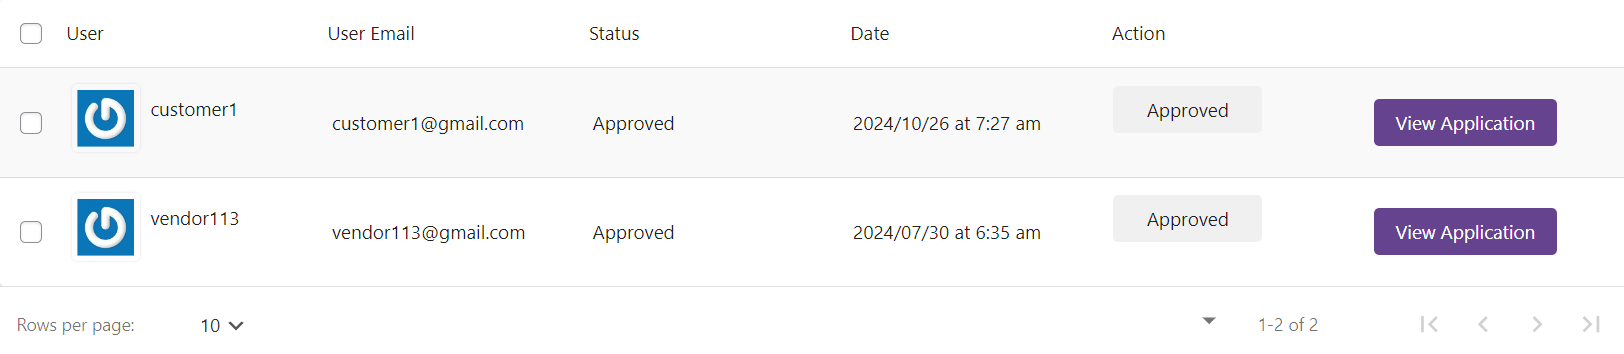 User User Email Status Date Action
customer1 customer1@gmail.com Approved 2024/10/26 at 7:27 am Approved View Application
vendor113 vendor113@gmail.com Approved 2024/07/30 at 6:35 am Approved View Application
Rows per page: 10 1-2 of 2